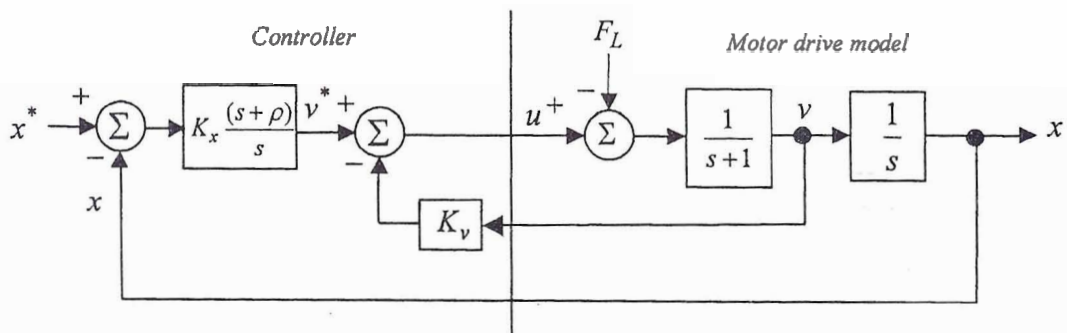 Controller
Motor drive model
F_L
x* + Σ -
K_x (s + ρ) / s
v* + Σ -
u +
- Σ
1 / (s + 1)
v
1 / s
x
x
K_v